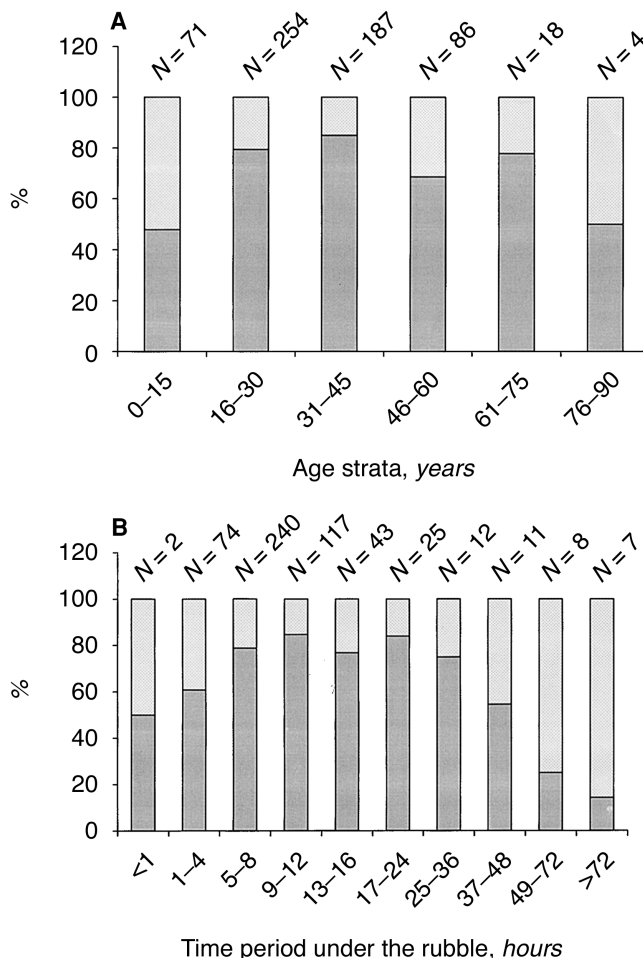 A
N = 71 N = 254 N = 187 N = 86 N = 18 N = 4
120
100
80
60
40
20
0
%
0–15 16–30 31–45 46–60 61–75 76–90
Age strata, years
B
N = 2 N = 74 N = 240 N = 117 N = 43 N = 25 N = 12 N = 11 N = 8 N = 7
120
100
80
60
40
20
0
%
<1 1–4 5–8 9–12 13–16 17–24 25–36 37–48 49–72 >72
Time period under the rubble, hours